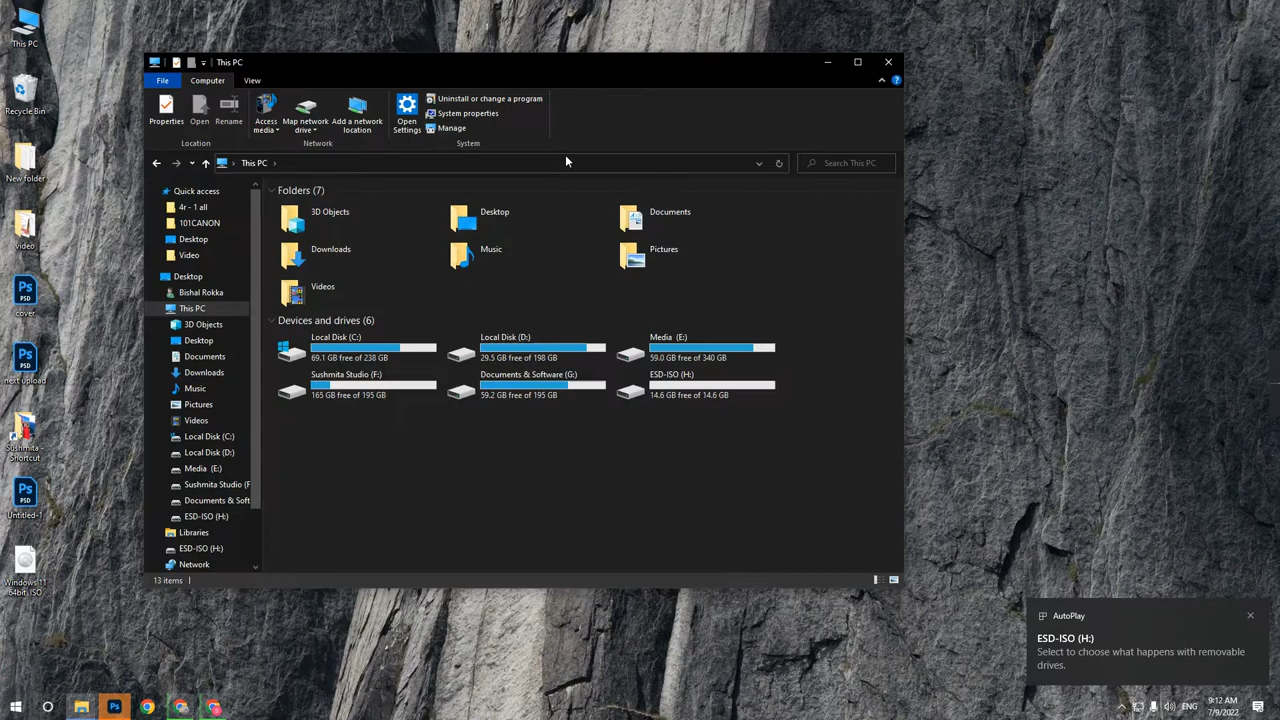 This PC
Recycle Bin
New folder
video
cover
next upload
Sushmita -
Shortcut
Untitled-1
Windows 11
64bit .ISO
This PC
File
Computer
View
Properties
Open
Rename
Access
media
Map network
drive
Add a network
location
Open
Settings
Uninstall or change a program
System properties
Manage
Location
Network
System
This PC
Search This PC
Quick access
4r - 1 all
101CANON
Desktop
Video
Desktop
Bishal Rokka
This PC
3D Objects
Desktop
Documents
Downloads
Music
Pictures
Videos
Local Disk (C:)
Local Disk (D:)
Media (E:)
Sushmita Studio (F
Documents & Soft
ESD-ISO (H:)
Libraries
ESD-ISO (H:)
Network
Folders (7)
3D Objects
Desktop
Documents
Downloads
Music
Pictures
Videos
Devices and drives (6)
Local Disk (C:)
69.1 GB free of 238 GB
Local Disk (D:)
29.5 GB free of 198 GB
Media (E:)
59.0 GB free of 340 GB
Sushmita Studio (F:)
165 GB free of 195 GB
Documents & Software (G:)
59.2 GB free of 195 GB
ESD-ISO (H:)
14.6 GB free of 14.6 GB
13 items
AutoPlay
ESD-ISO (H:)
Select to choose what happens with removable
drives.
ENG
9:12 AM
7/9/2022